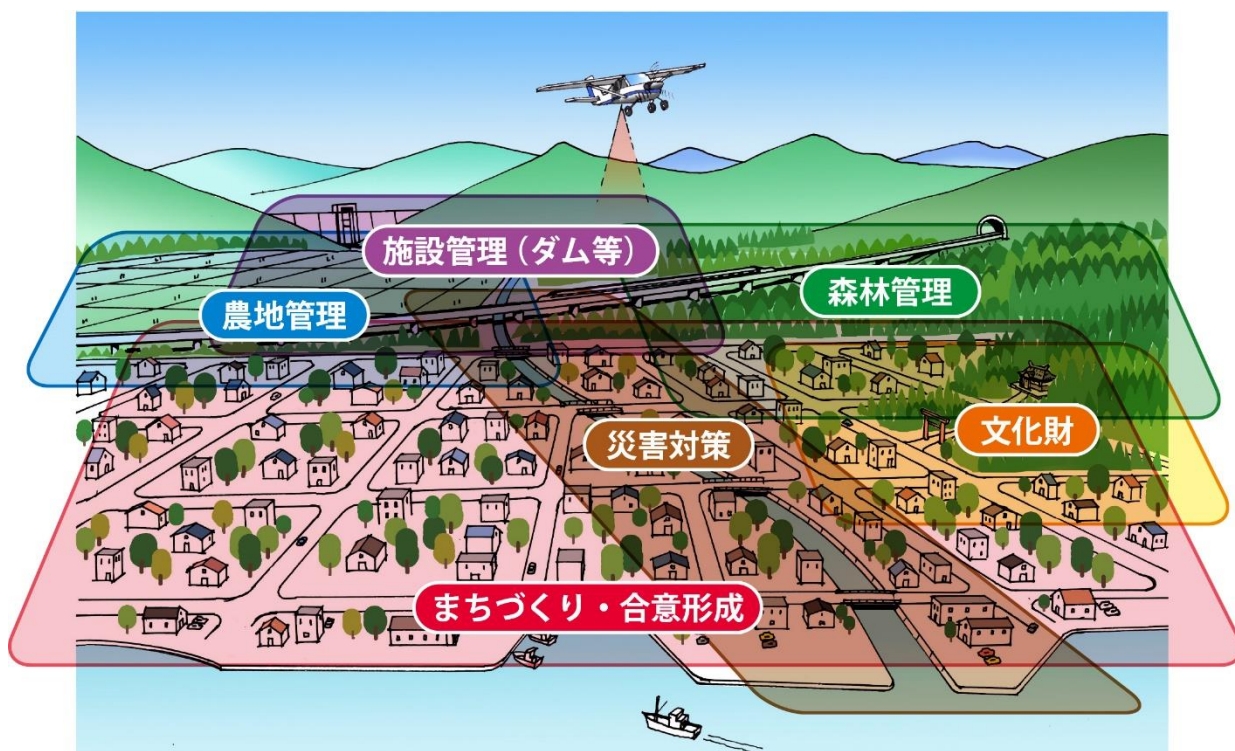 施設管理（ダム等）
農地管理
森林管理
災害対策
文化財
まちづくり・合意形成